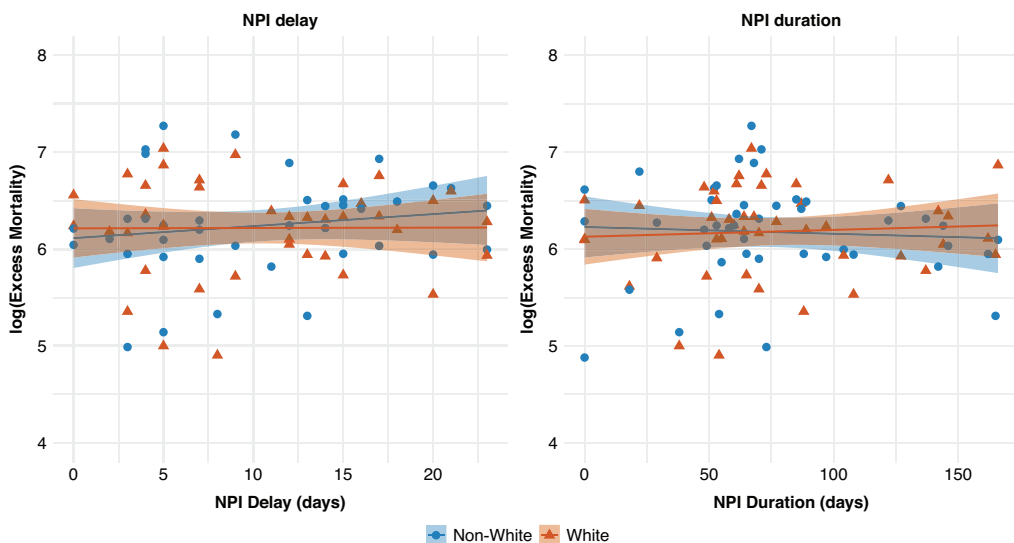 NPI delay
8
7
6
5
4
log(Excess Mortality)
0 5 10 15 20
NPI Delay (days)
NPI duration
8
7
6
5
4
log(Excess Mortality)
0 50 100 150
NPI Duration (days)
Non-White White